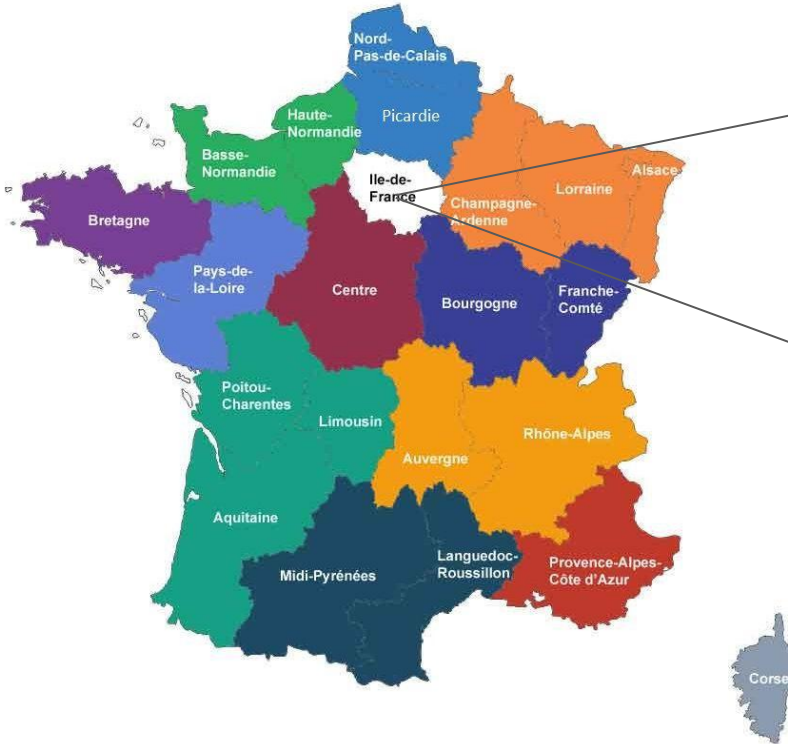 Nord-
Pas-de-Calais
Picardie
Haute-
Normandie
Basse-
Normandie
Ile-de-
France
Champagne-
Ardenne
Lorraine
Alsace
Bretagne
Pays-de-
la-Loire
Centre
Bourgogne
Franche-
Comté
Poitou-
Charentes
Limousin
Auvergne
Rhône-Alpes
Aquitaine
Midi-Pyrénées
Languedoc-
Roussillon
Provence-Alpes-
Côte d'Azur
Corse